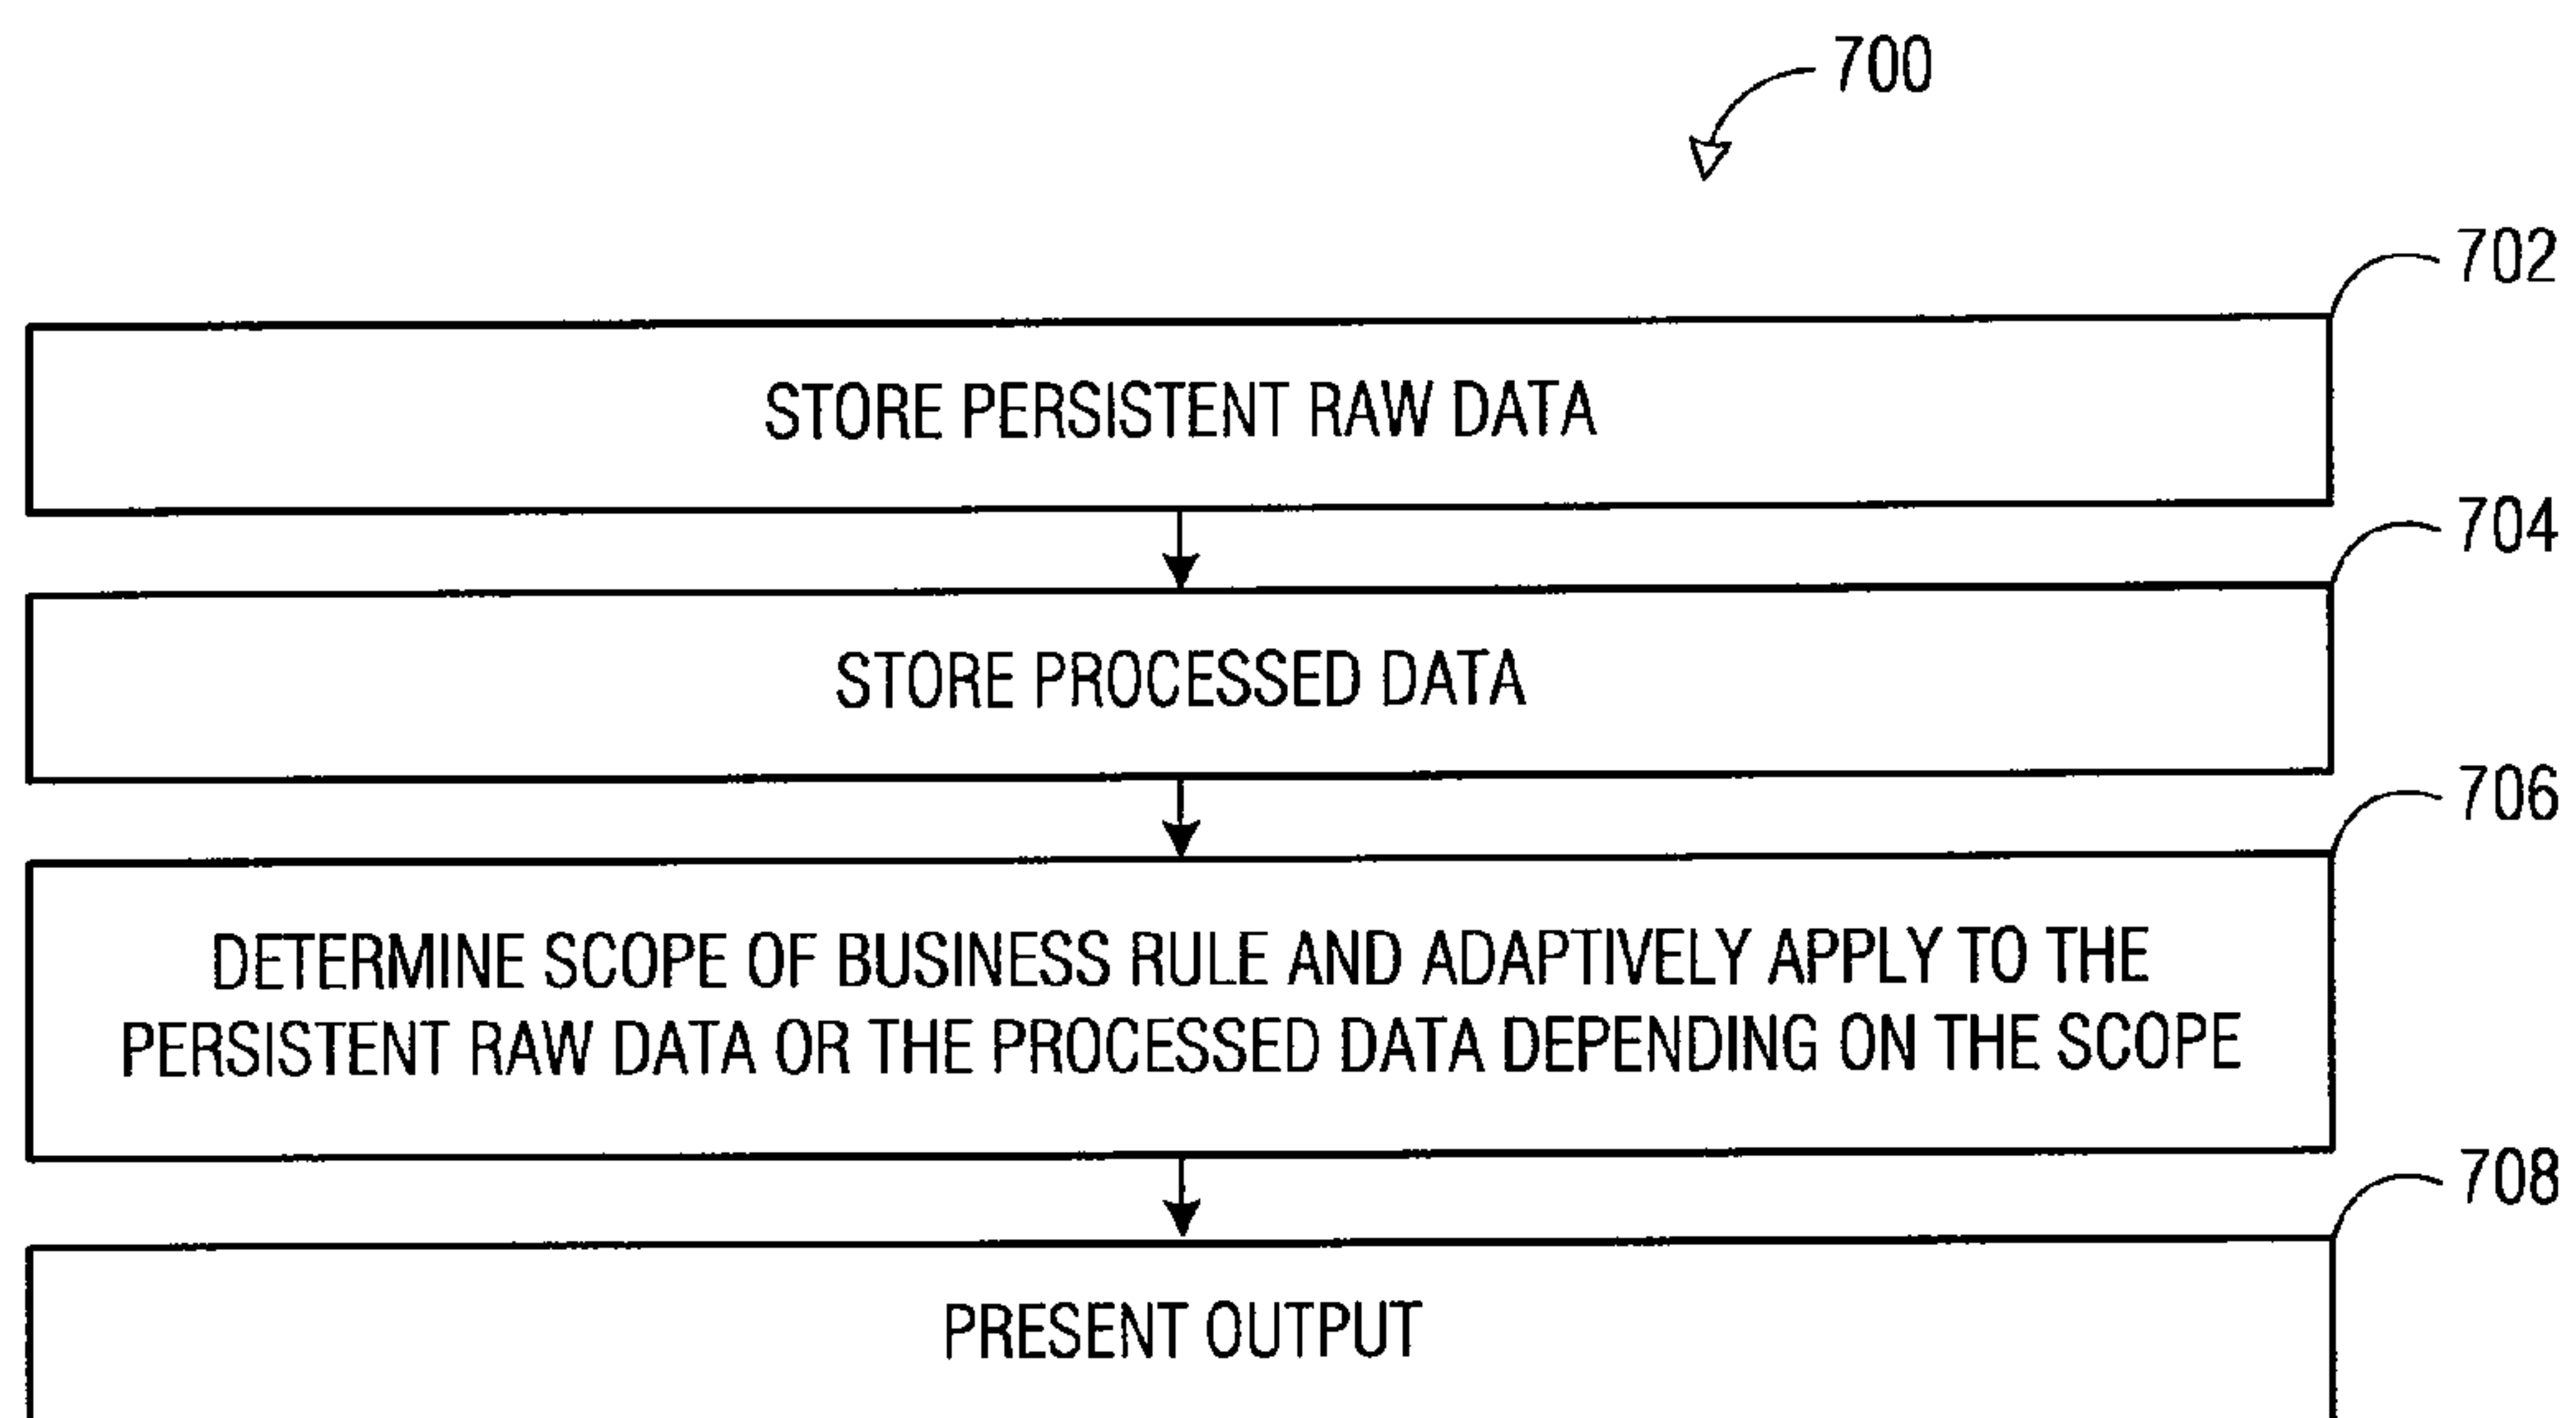 700
702
STORE PERSISTENT RAW DATA
704
STORE PROCESSED DATA
706
DETERMINE SCOPE OF BUSINESS RULE AND ADAPTIVELY APPLY TO THE
PERSISTENT RAW DATA OR THE PROCESSED DATA DEPENDING ON THE SCOPE
708
PRESENT OUTPUT